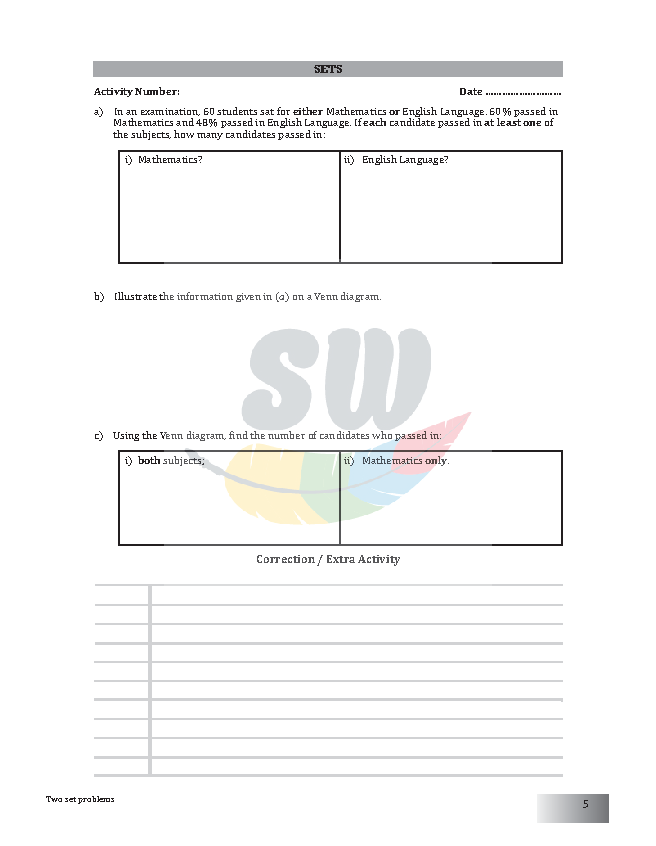 SETS
Activity Number: Date ............................
a) In an examination, 60 students sat for either Mathematics or English Language. 60% passed in
Mathematics and 48% passed in English Language. If each candidate passed in at least one of
the subjects, how many candidates passed in:
i) Mathematics? ii) English Language?
b) Illustrate the information given in (a) on a Venn diagram.
SW
c) Using the Venn diagram, find the number of candidates who passed in:
i) both subjects; ii) Mathematics only.
Correction / Extra Activity
Two set problems
5